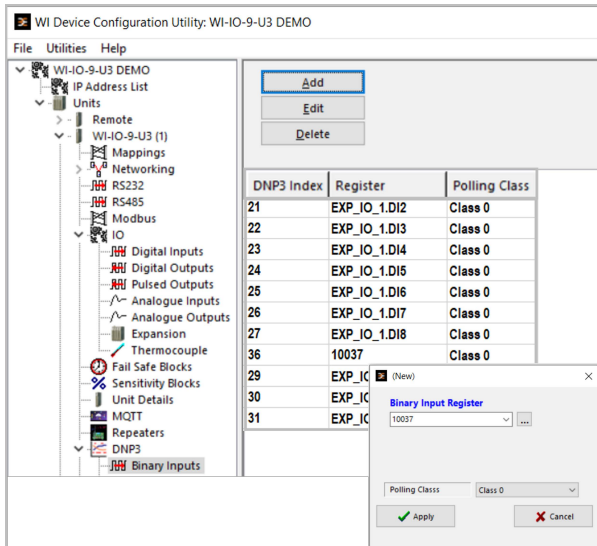 WI Device Configuration Utility: WI-IO-9-U3 DEMO
File Utilities Help
WI-IO-9-U3 DEMO
IP Address List
Units
Remote
WI-IO-9-U3 (1)
Mappings
Networking
RS232
RS485
Modbus
IO
Digital Inputs
Digital Outputs
Pulsed Outputs
Analogue Inputs
Analogue Outputs
Expansion
Thermocouple
Fail Safe Blocks
Sensitivity Blocks
Unit Details
MQTT
Repeaters
DNP3
Binary Inputs
Add
Edit
Delete
DNP3 Index Register Polling Class
21 EXP_IO_1.DI2 Class 0
22 EXP_IO_1.DI3 Class 0
23 EXP_IO_1.DI4 Class 0
24 EXP_IO_1.DI5 Class 0
25 EXP_IO_1.DI6 Class 0
26 EXP_IO_1.DI7 Class 0
27 EXP_IO_1.DI8 Class 0
36 10037 Class 0
29 EXP_IC
30 EXP_IC
31 EXP_IC
(New)
Binary Input Register
10037 ...
Polling Classs Class 0
Apply Cancel